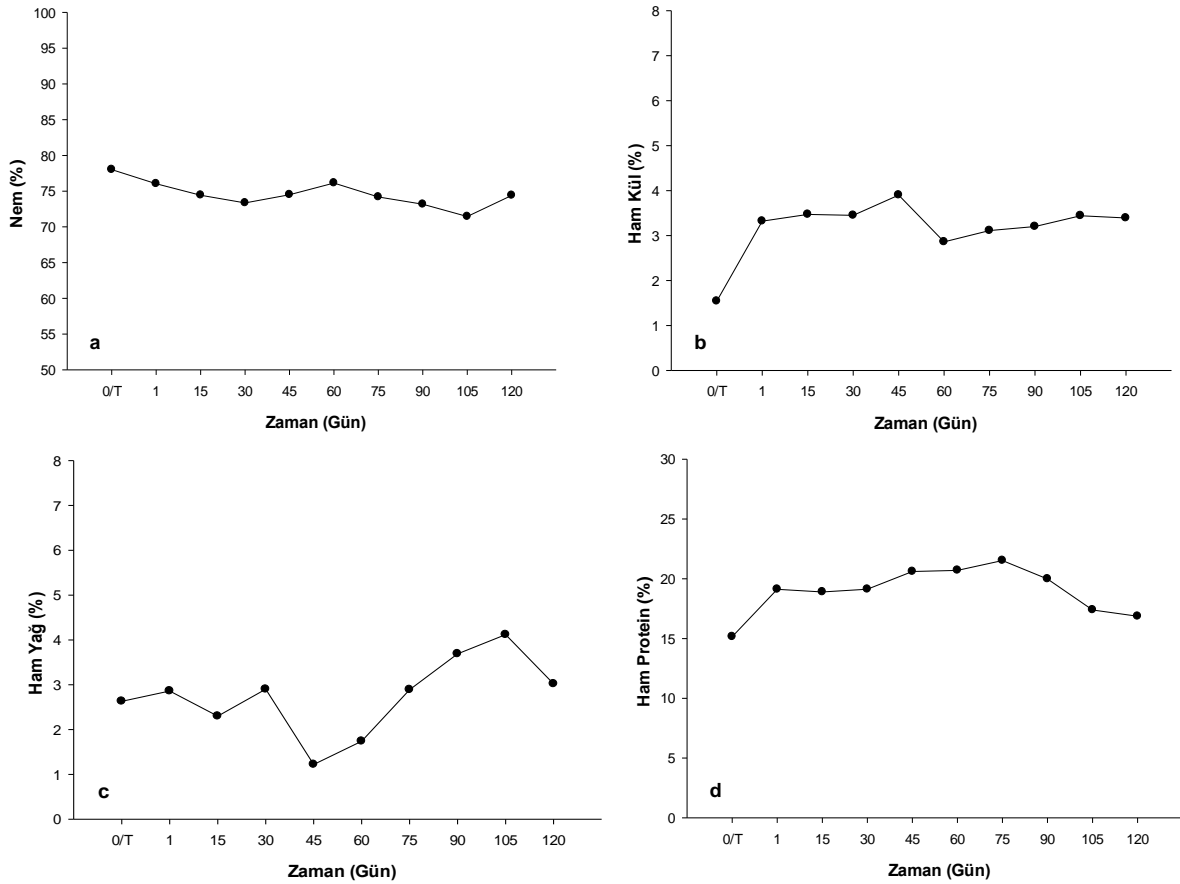 100
95
90
85
80
75
70
65
60
55
50
Nem (%)
a
0/T 1 15 30 45 60 75 90 105 120
Zaman (Gün)
8
7
6
5
4
3
2
1
0
Ham Kül (%)
b
0/T 1 15 30 45 60 75 90 105 120
Zaman (Gün)
8
7
6
5
4
3
2
1
0
Ham Yağ (%)
c
0/T 1 15 30 45 60 75 90 105 120
Zaman (Gün)
30
25
20
15
10
5
0
Ham Protein (%)
d
0/T 1 15 30 45 60 75 90 105 120
Zaman (Gün)